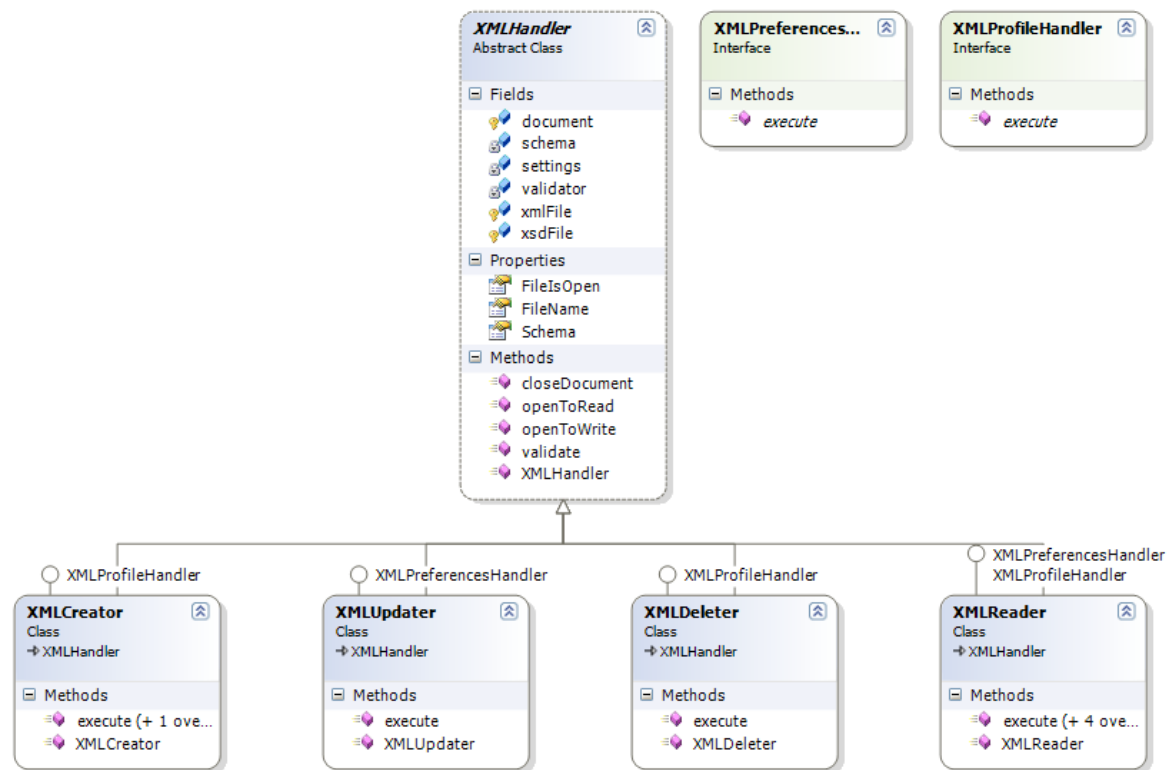 XMLHandler
Abstract Class
Fields
document
schema
settings
validator
xmlFile
xsdFile
Properties
FileIsOpen
FileName
Schema
Methods
closeDocument
openToRead
openToWrite
validate
XMLHandler
XMLPreferences...
Interface
Methods
execute
XMLProfileHandler
Interface
Methods
execute
XMLProfileHandler
XMLCreator
Class
XMLHandler
Methods
execute (+ 1 ove...
XMLCreator
XMLPreferencesHandler
XMLUpdater
Class
XMLHandler
Methods
execute
XMLUpdater
XMLProfileHandler
XMLDeleter
Class
XMLHandler
Methods
execute
XMLDeleter
XMLPreferencesHandler
XMLProfileHandler
XMLReader
Class
XMLHandler
Methods
execute (+ 4 ove...
XMLReader